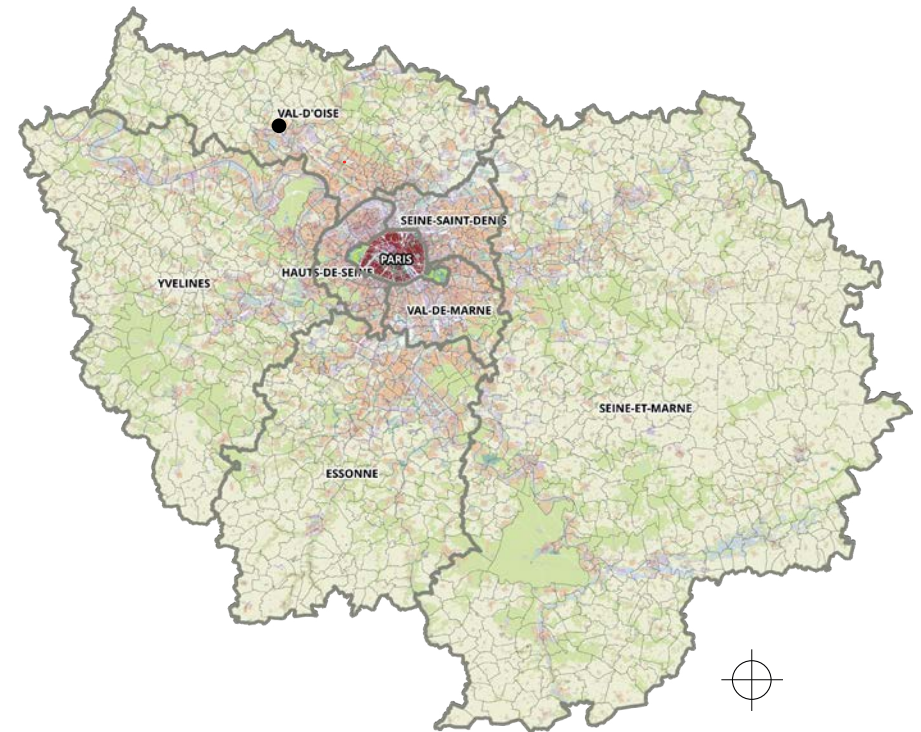 VAL-D'OISE
SEINE-SAINT-DENIS
PARIS
HAUTS-DE-SEINE
YVELINES
VAL-DE-MARNE
SEINE-ET-MARNE
ESSONNE